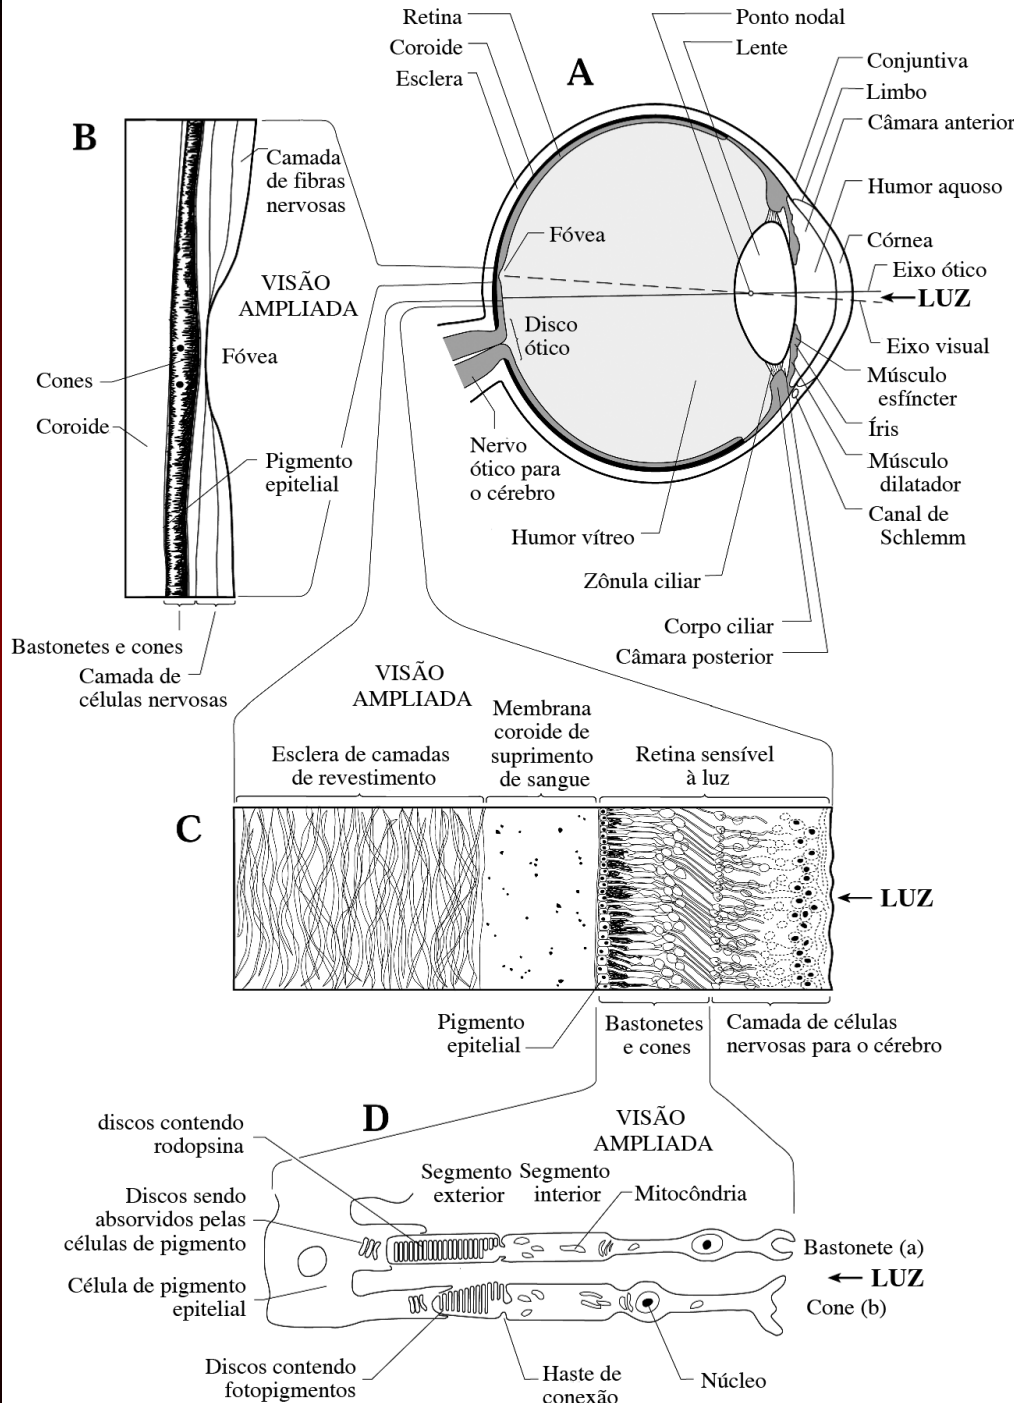 Retina
Coroide
Esclera
A
Ponto nodal
Lente
Conjuntiva
Limbo
Câmara anterior
Humor aquoso
Córnea
Eixo ótico
LUZ
Eixo visual
Músculo
esfíncter
Íris
Músculo
dilatador
Canal de
Schlemm
Fóvea
Disco
ótico
Nervo
ótico para
o cérebro
Humor vítreo
Zônula ciliar
Corpo ciliar
Câmara posterior
B
Camada
de fibras
nervosas
VISÃO
AMPLIADA
Fóvea
Cones
Coroide
Pigmento
epitelial
Bastonetes e cones
Camada de
células nervosas
VISÃO
AMPLIADA
C
Esclera de camadas
de revestimento
Membrana
coroide de
suprimento
de sangue
Retina sensível
à luz
LUZ
Pigmento
epitelial
Bastonetes
e cones
Camada de células
nervosas para o cérebro
D
VISÃO
AMPLIADA
discos contendo
rodopsina
Segmento
exterior
Segmento
interior
Mitocôndria
Discos sendo
absorvidos pelas
células de pigmento
Bastonete (a)
LUZ
Célula de pigmento
epitelial
Cone (b)
Discos contendo
fotopigmentos
Haste de
conexão
Núcleo